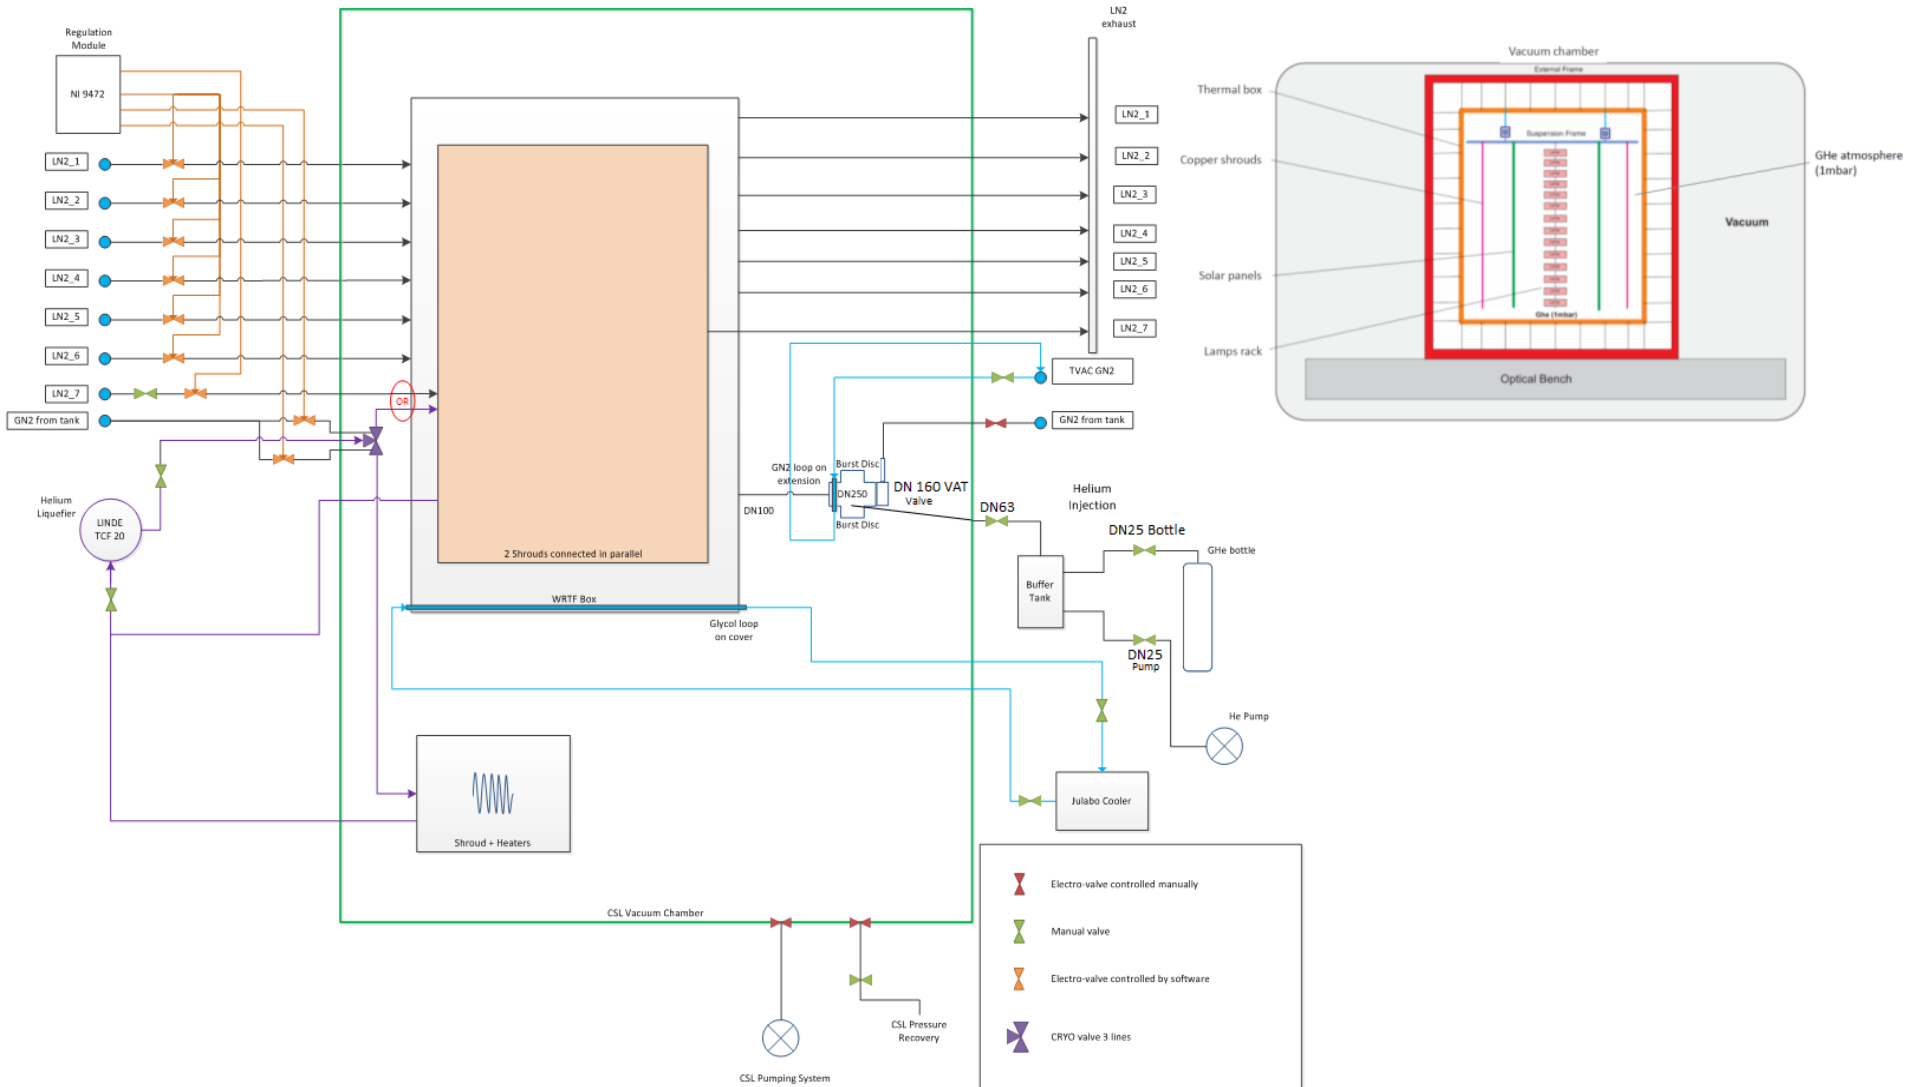 Regulation
Module
NI 9472
LN2_1
LN2_2
LN2_3
LN2_4
LN2_5
LN2_6
LN2_7
GN2 from tank
OR
Helium
Liquefier
LINDE
TCF 20
2 Shrouds connected in parallel
WRTF Box
Glycol loop
on cover
Shroud + Heaters
CSL Vacuum Chamber
CSL Pumping System
CSL Pressure
Recovery
LN2
exhaust
LN2_1
LN2_2
LN2_3
LN2_4
LN2_5
LN2_6
LN2_7
TVAC GN2
GN2 from tank
GN2 loop on
extension
Burst Disc
DN250
Burst Disc
DN100
DN 160 VAT
Valve
DN63
Helium
Injection
DN25 Bottle
GHe bottle
Buffer
Tank
DN25
Pump
He Pump
Julabo Cooler
Electro-valve controlled manually
Manual valve
Electro-valve controlled by software
CRYO valve 3 lines
Vacuum chamber
External Frame
Thermal box
Suspension Frame
Copper shrouds
GHe atmosphere
(1mbar)
Vacuum
Solar panels
Ghe (1mbar)
Lamps rack
Optical Bench